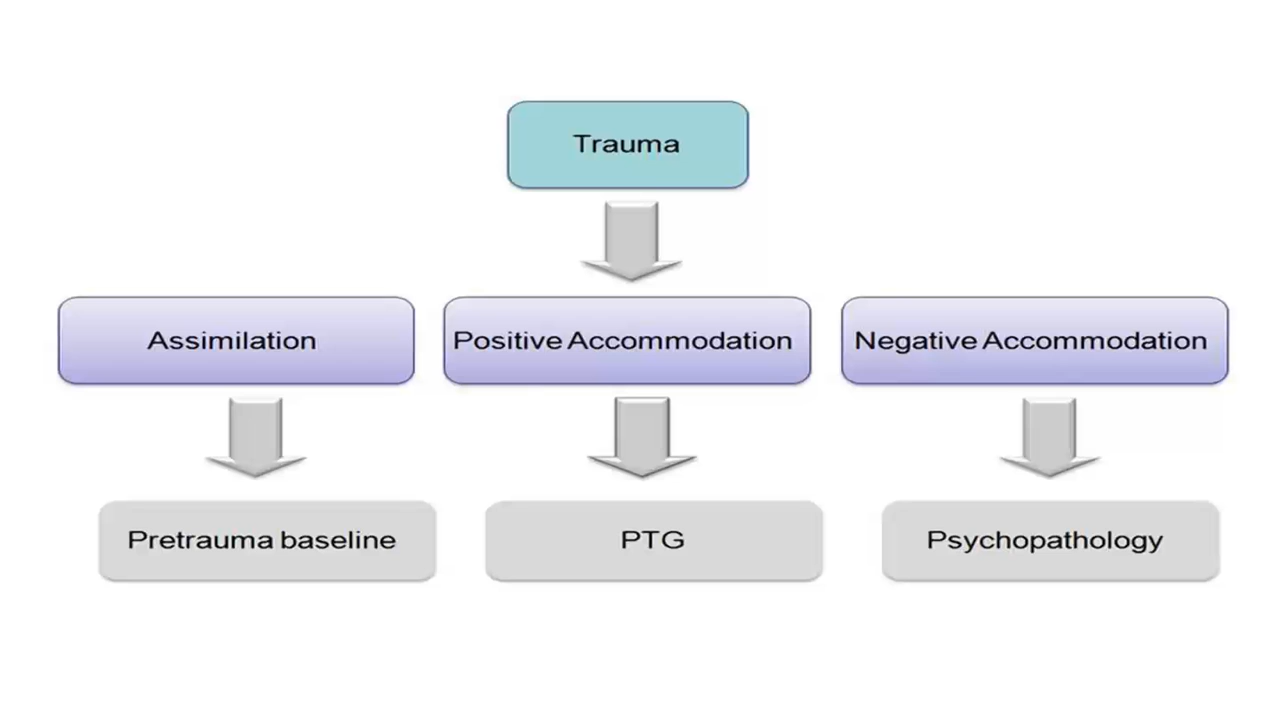 Trauma
Assimilation
Positive Accommodation
Negative Accommodation
Pretrauma baseline
PTG
Psychopathology